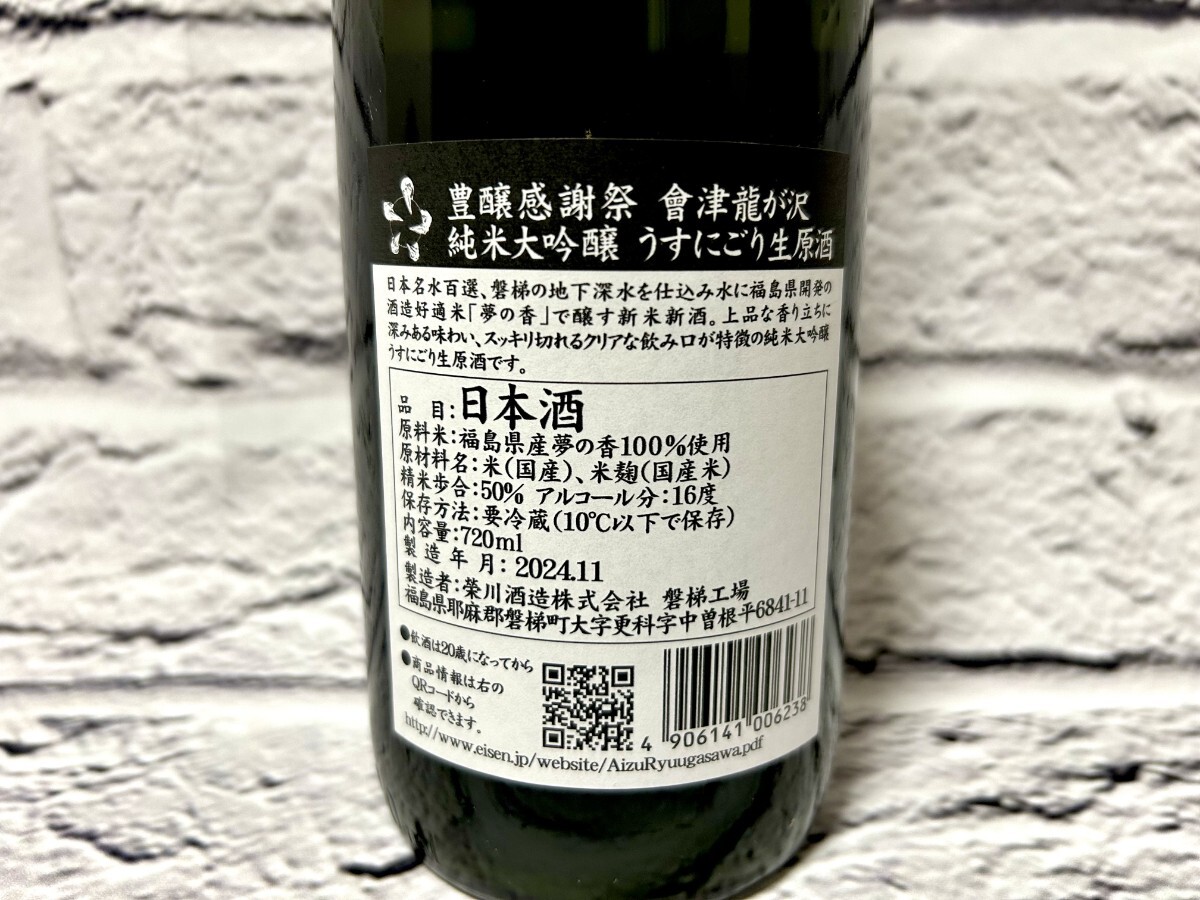 豊醸感謝祭 會津龍が沢
純米大吟醸 うすにごり生原酒
日本名水百選、磐梯の地下深水を仕込み水に福島県開発の
酒造好適米「夢の香」で醸す新米新酒。上品な香り立ちに
深みある味わい、スッキリ切れるクリアな飲み口が特徴の純米大吟醸
うすにごり生原酒です。
品 目:日本酒
原料米:福島県産夢の香100%使用
原材料名:米(国産)、米麹(国産米)
精米歩合:50% アルコール分:16度
保存方法:要冷蔵(10℃以下で保存)
内容量:720ml
製造年月:2024.11
製造者:榮川酒造株式会社 磐梯工場
福島県耶麻郡磐梯町大字更科字中曽根平6841-11
●飲酒は20歳になってから
●商品情報は右の
QRコードから
確認できます。
4 906141 006238
http://www.eisen.jp/website/AizuRyuugasawa.pdf